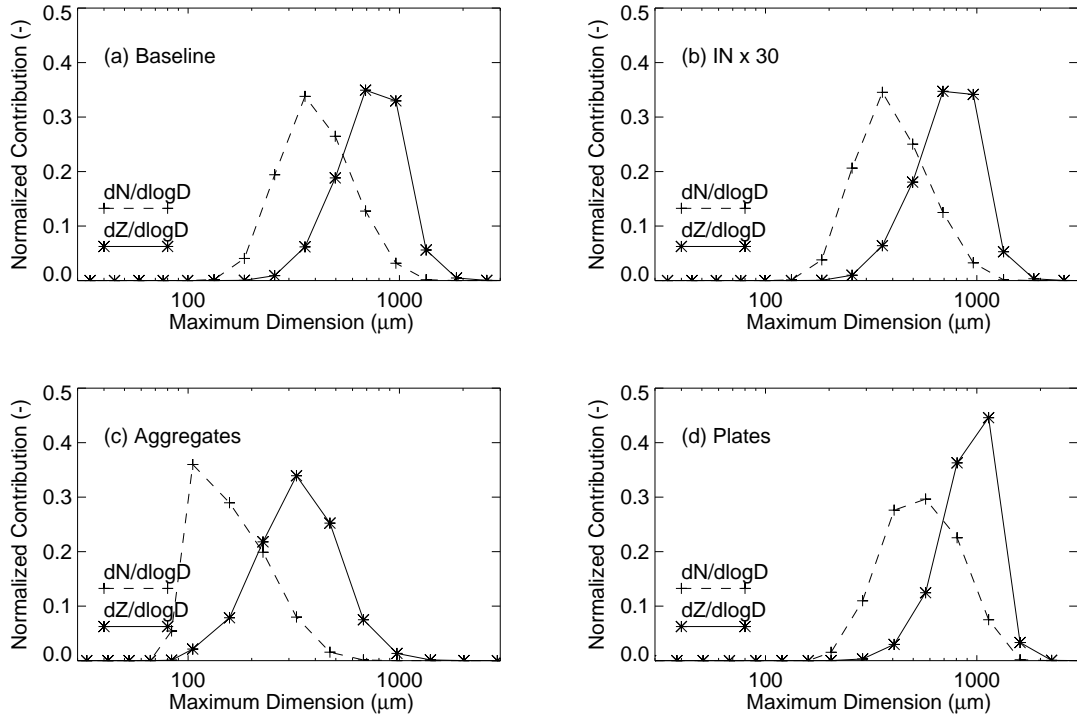 0.5
0.4
0.3
0.2
0.1
0.0
Normalized Contribution (-)
(a) Baseline
dN/dlogD
dZ/dlogD
100
1000
Maximum Dimension (μm)
0.5
0.4
0.3
0.2
0.1
0.0
Normalized Contribution (-)
(b) IN x 30
dN/dlogD
dZ/dlogD
100
1000
Maximum Dimension (μm)
0.5
0.4
0.3
0.2
0.1
0.0
Normalized Contribution (-)
(c) Aggregates
dN/dlogD
dZ/dlogD
100
1000
Maximum Dimension (μm)
0.5
0.4
0.3
0.2
0.1
0.0
Normalized Contribution (-)
(d) Plates
dN/dlogD
dZ/dlogD
100
1000
Maximum Dimension (μm)